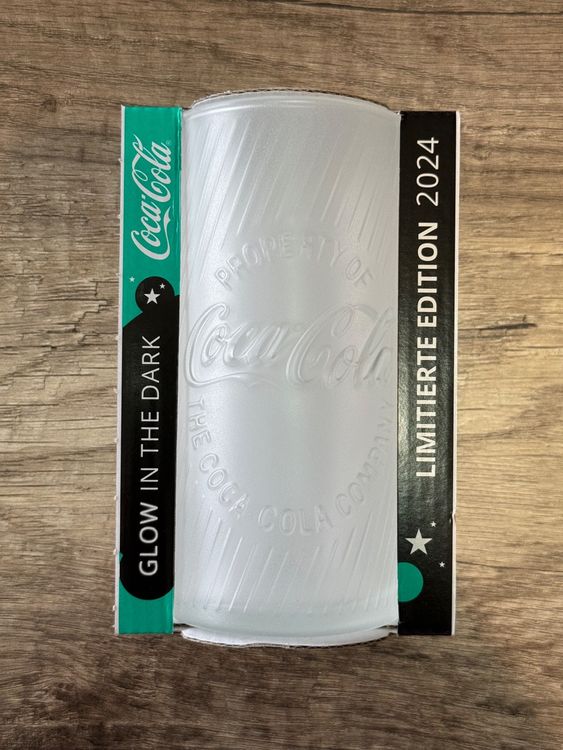 Coca-Cola
GLOW IN THE DARK
PROPERTY OF
Coca-Cola
THE COCA COLA COMPANY
LIMITIERTE EDITION 2024